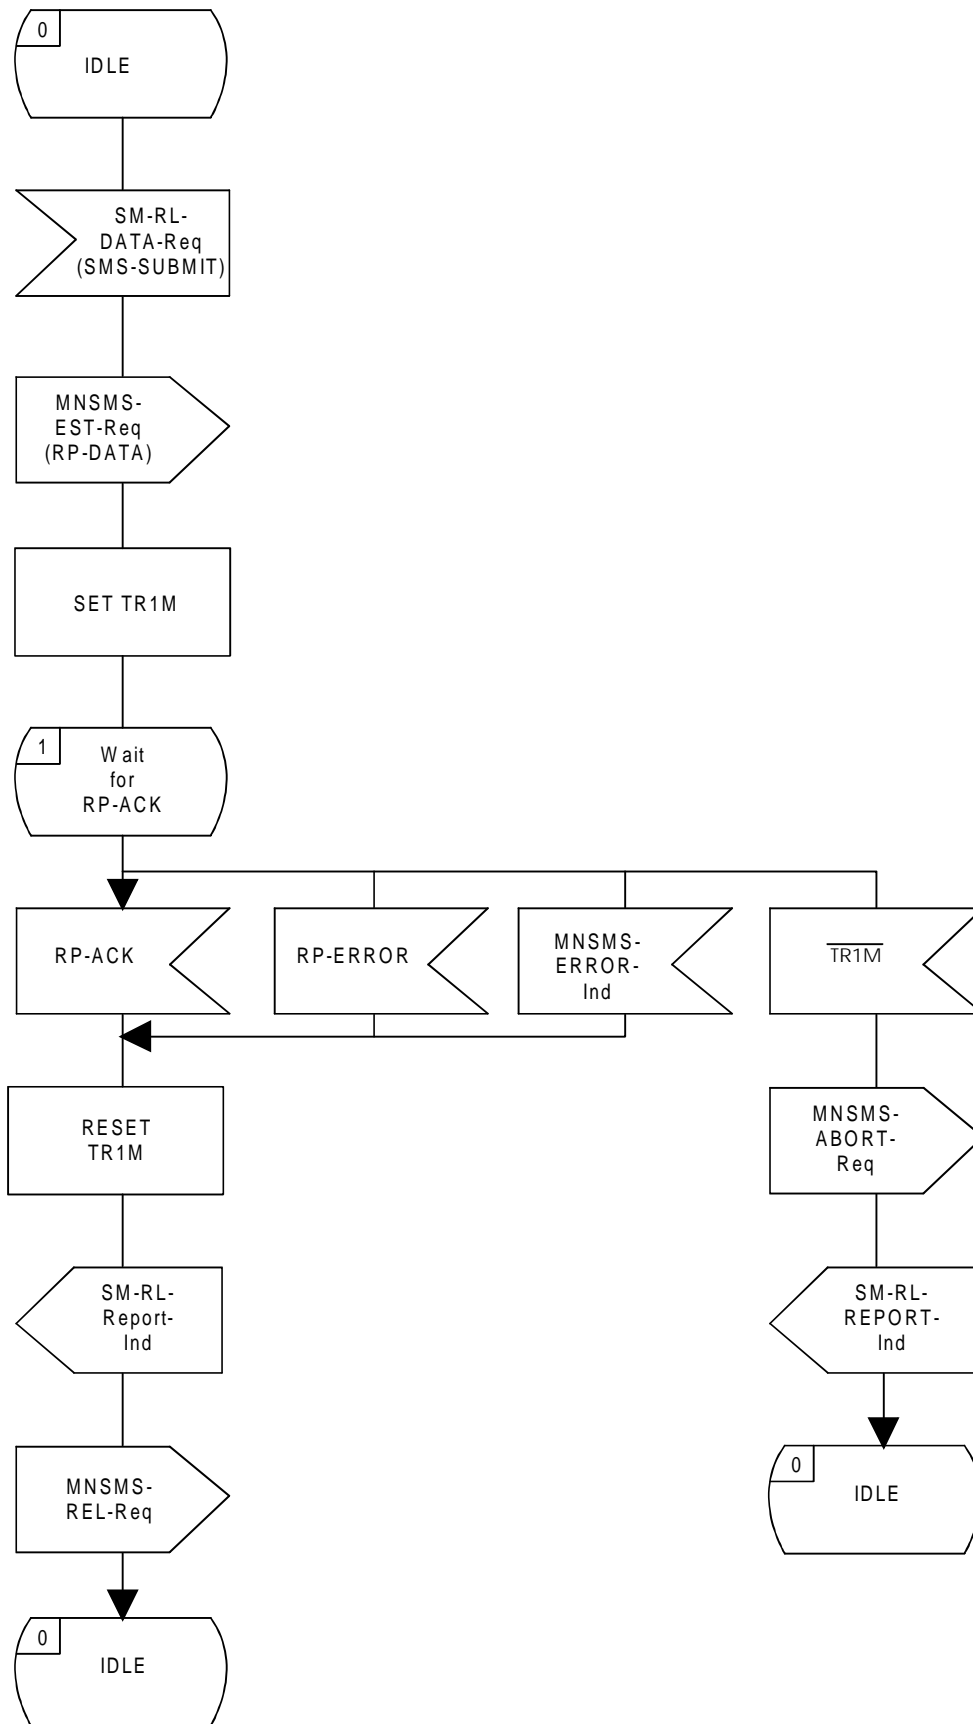 0
IDLE
SM-RL-
DATA-Req
(SMS-SUBMIT)
MNSMS-
EST-Req
(RP-DATA)
SET TR1M
1
Wait
for
RP-ACK
RP-ACK
RP-ERROR
MNSMS-
ERROR-
Ind
TR1M
RESET
TR1M
MNSMS-
ABORT-
Req
SM-RL-
Report-
Ind
SM-RL-
REPORT-
Ind
MNSMS-
REL-Req
0
IDLE
0
IDLE